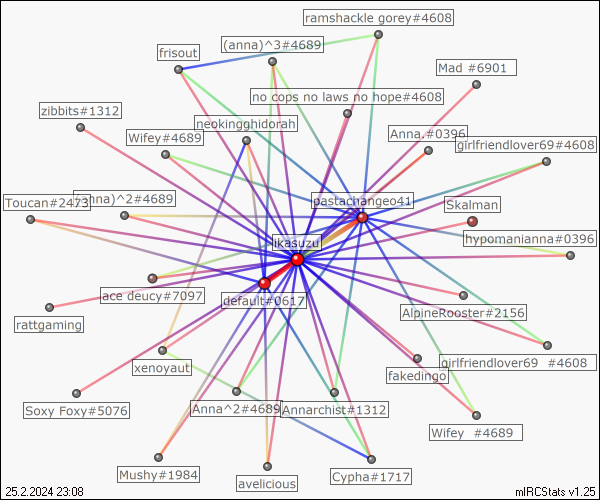 ramshackle gorey#4608
(anna)^3#4689
frisout
Mad #6901
no cops no laws no hope#4608
zibbits#1312
neokingghidorah
Wifey#4689
Anna.#0396
girlfriendlover69#4608
Toucan#2473
(anna)^2#4689
pastachangeo41
Skalman
likasuzu
hypomanianna#0396
ace deucy#7097
default#0617
rattgaming
AlpineRooster#2156
xenoyaut
girlfriendlover69 #4608
fakedingo
Soxy Foxy#5076
Anna^2#4689
Annarchist#1312
Wifey #4689
Mushy#1984
avelicious
Cypha#1717
25.2.2024 23:08
mIRCStats v1.25